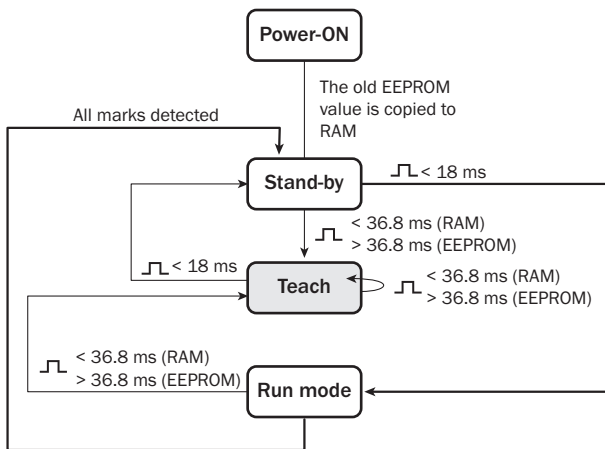 Power-ON
The old EEPROM
value is copied to
RAM
All marks detected
Stand-by
< 18 ms
< 36.8 ms (RAM)
> 36.8 ms (EEPROM)
< 18 ms
Teach
< 36.8 ms (RAM)
> 36.8 ms (EEPROM)
< 36.8 ms (RAM)
> 36.8 ms (EEPROM)
Run mode